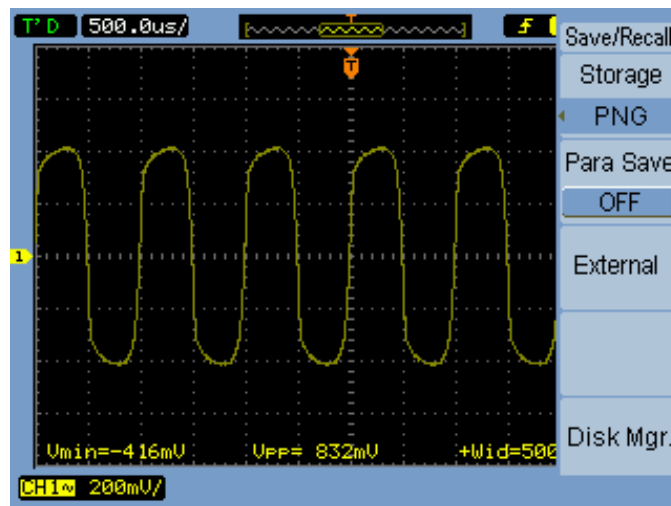 T'D 500.0us/
T
T
1
Vmin=-416mV VPP= 832mV +Wid=500
CH1~ 200mV/
Save/Recall
Storage
PNG
Para Save
OFF
External
Disk Mgr.